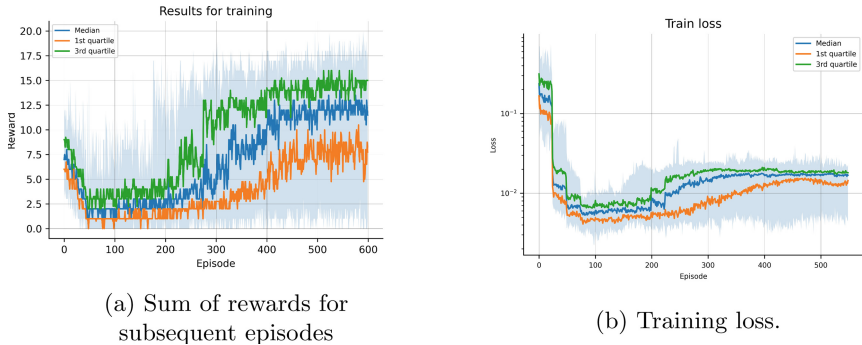 Results for training
Median
1st quartile
3rd quartile
20.0
17.5
15.0
12.5
10.0
7.5
5.0
2.5
0.0
Reward
0
100
200
300
400
500
600
Episode
(a) Sum of rewards for
subsequent episodes
Train loss
Median
1st quartile
3rd quartile
10⁻¹
10⁻²
Loss
0
100
200
300
400
500
Episode
(b) Training loss.